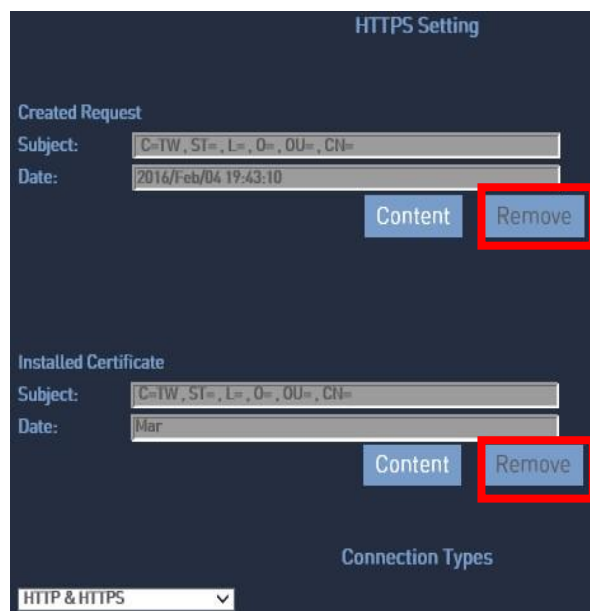 HTTPS Setting
Created Request
Subject: C=TW , ST= , L= , O= , OU= , CN=
Date: 2016/Feb/04 19:43:10
Content Remove
Installed Certificate
Subject: C=TW , ST= , L= , O= , OU= , CN=
Date: Mar
Content Remove
Connection Types
HTTP & HTTPS